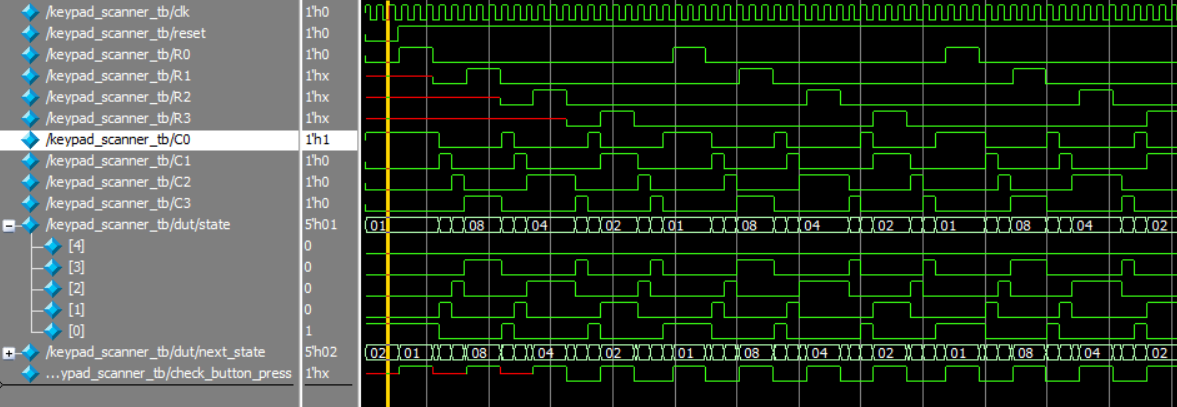 /keypad_scanner_tb/clk 1'h0
/keypad_scanner_tb/reset 1'h0
/keypad_scanner_tb/R0 1'h0
/keypad_scanner_tb/R1 1'hx
/keypad_scanner_tb/R2 1'hx
/keypad_scanner_tb/R3 1'hx
/keypad_scanner_tb/C0 1'h1
/keypad_scanner_tb/C1 1'h0
/keypad_scanner_tb/C2 1'h0
/keypad_scanner_tb/C3 1'h0
/keypad_scanner_tb/dut/state 5'h01 01 08 04 02 01 08 04 02 01 08 04 02
[4] 0
[3] 0
[2] 0
[1] 0
[0] 1
/keypad_scanner_tb/dut/next_state 5'h02 02 01 08 04 02 01 08 04 02 01 08 04 02
...ypad_scanner_tb/check_button_press 1'hx